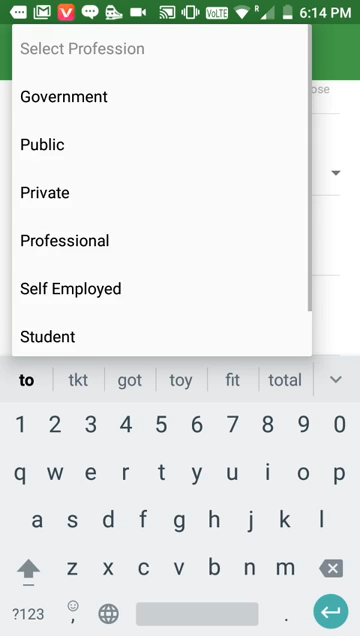 VoLTE R 6:14 PM
Select Profession
ose
Government
Public
Private
Professional
Self Employed
Student
to tkt got toy fit total
1 2 3 4 5 6 7 8 9 0
q w e r t y u i o p
a s d f g h j k l
z x c v b n m
?123 , .